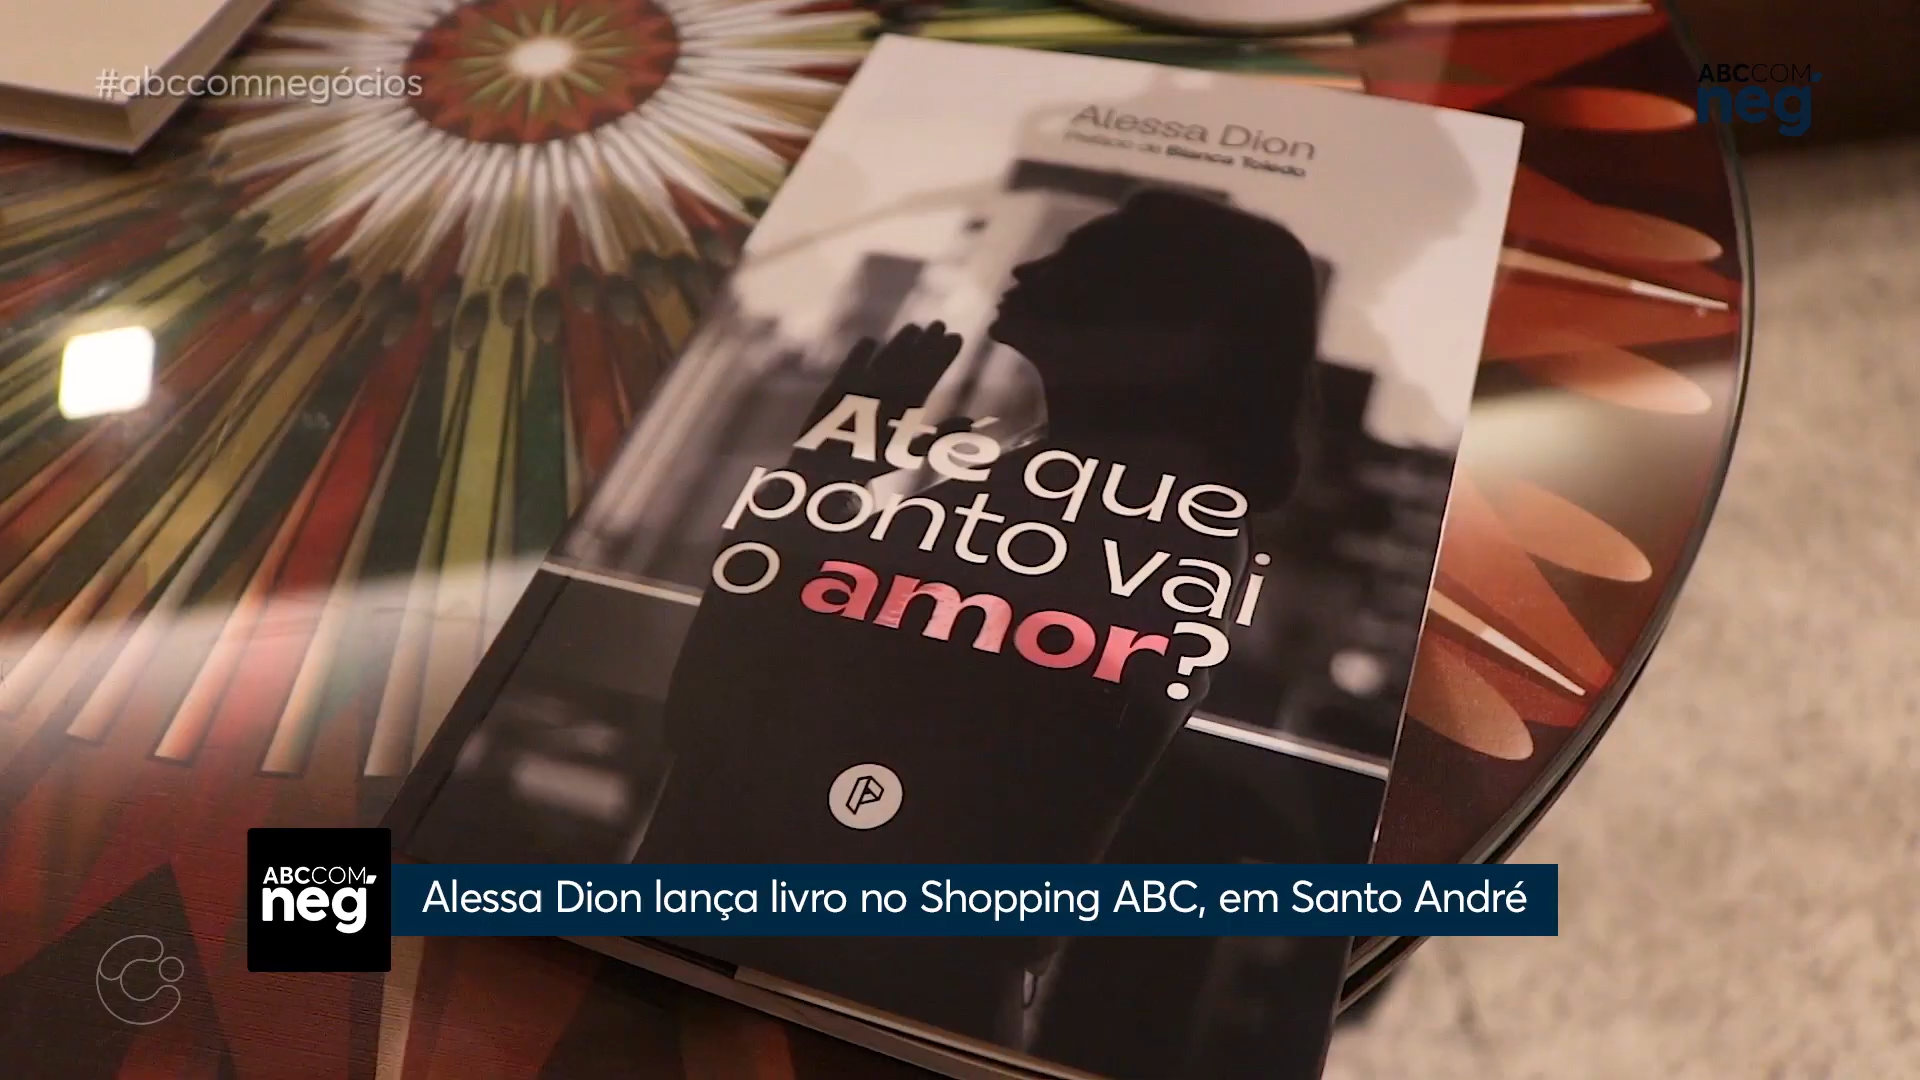 #abccomnegócios
ABCCOM
neg
Alessa Dion
Prefácio de Bianca Toledo
Até que
ponto vai
o amor?
ABCCOM
neg
Alessa Dion lança livro no Shopping ABC, em Santo André